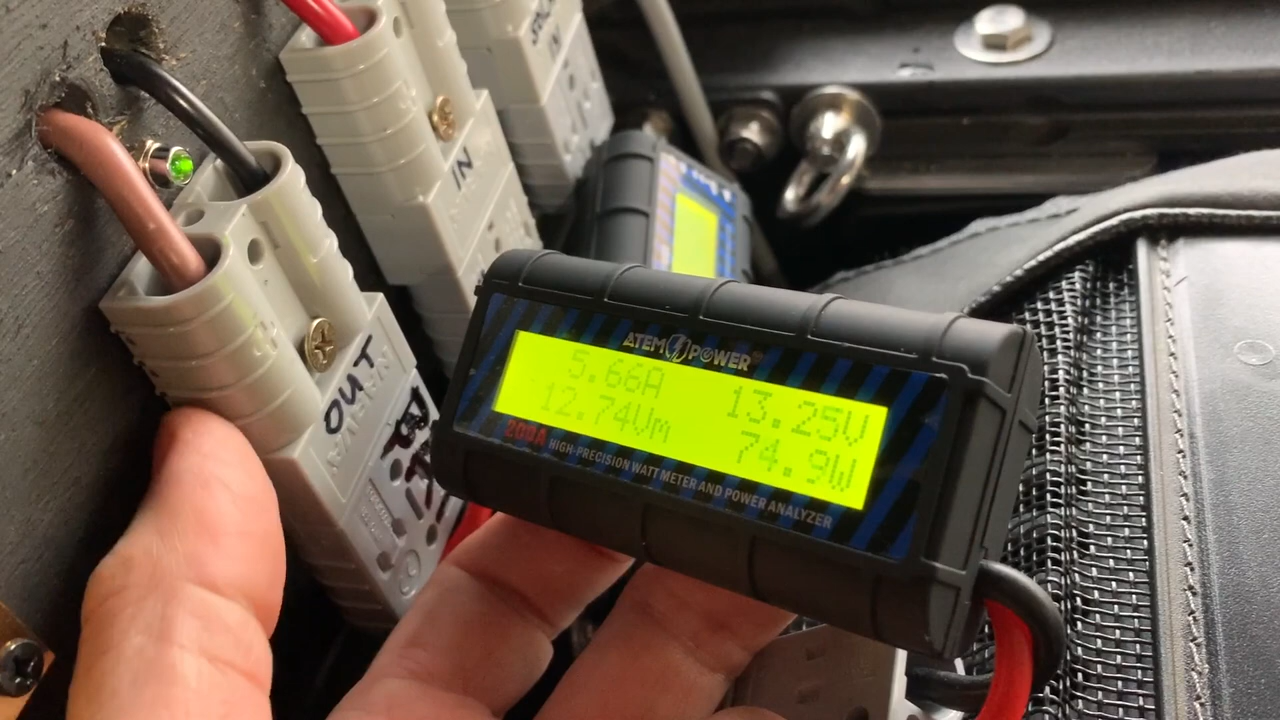 IN
OUT
ATEM POWER
5.66A 13.25V
12.74Vm 74.9W
200A HIGH-PRECISION WATT METER AND POWER ANALYZER